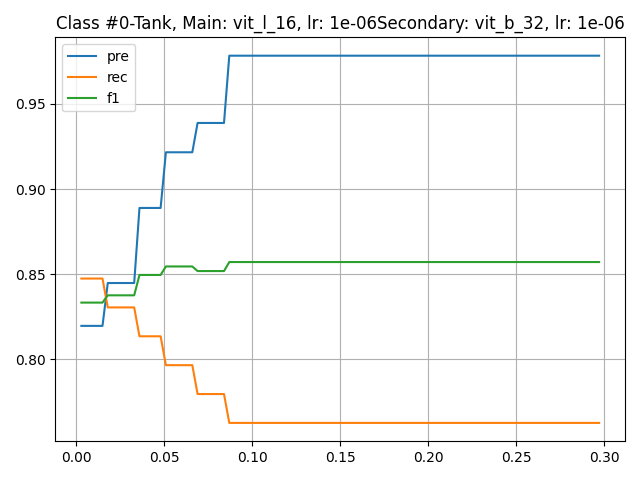 Class #0-Tank, Main: vit_l_16, lr: 1e-06Secondary: vit_b_32, lr: 1e-06
pre
rec
f1
0.95
0.90
0.85
0.80
0.00 0.05 0.10 0.15 0.20 0.25 0.30